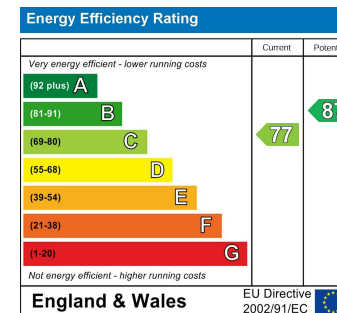 Energy Efficiency Rating
Current
Very energy efficient - lower running costs
(92 plus) A
(81-91) B
(69-80) C
77
(55-68) D
(39-54) E
(21-38) F
(1-20) G
Not energy efficient - higher running costs
England & Wales
EU Directive
2002/91/EC